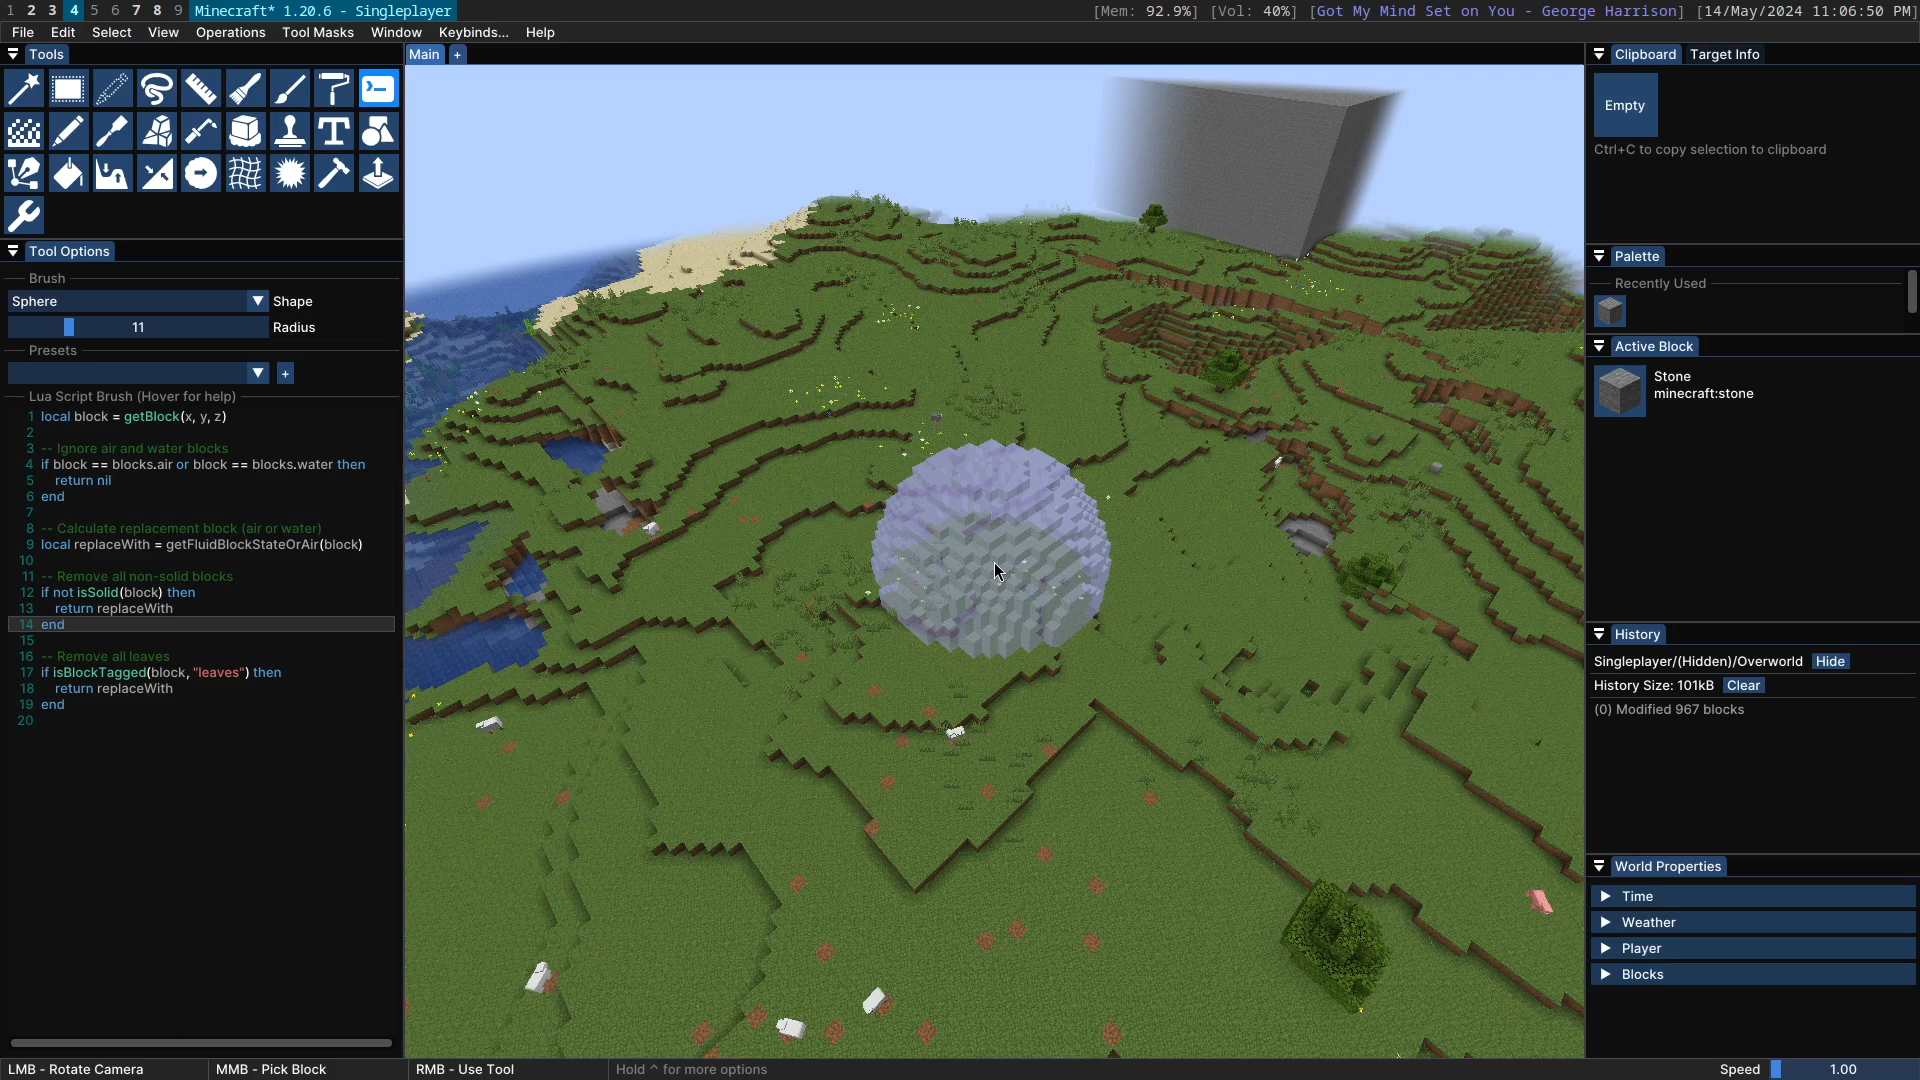 1 2 3 4 5 6 7 8 9 Minecraft* 1.20.6 - Singleplayer [Mem: 92.9%] [Vol: 40%] [Got My Mind Set on You - George Harrison] [14/May/2024 11:06:50 PM]
File Edit Select View Operations Tool Masks Window Keybinds... Help
Tools
Tool Options
Brush
Sphere Shape
11 Radius
Presets
+
Lua Script Brush (Hover for help)
1 local block = getBlock(x, y, z)
2
3 -- Ignore air and water blocks
4 if block == blocks.air or block == blocks.water then
5 return nil
6 end
7
8 -- Calculate replacement block (air or water)
9 local replaceWith = getFluidBlockStateOrAir(block)
10
11 -- Remove all non-solid blocks
12 if not isSolid(block) then
13 return replaceWith
14 end
15
16 -- Remove all leaves
17 if isBlockTagged(block, "leaves") then
18 return replaceWith
19 end
20
Main +
Clipboard Target Info
Empty
Ctrl+C to copy selection to clipboard
Palette
Recently Used
Active Block
Stone
minecraft:stone
History
Singleplayer/(Hidden)/Overworld Hide
History Size: 101kB Clear
(0) Modified 967 blocks
World Properties
Time
Weather
Player
Blocks
LMB - Rotate Camera MMB - Pick Block RMB - Use Tool Hold ^ for more options Speed 1.00